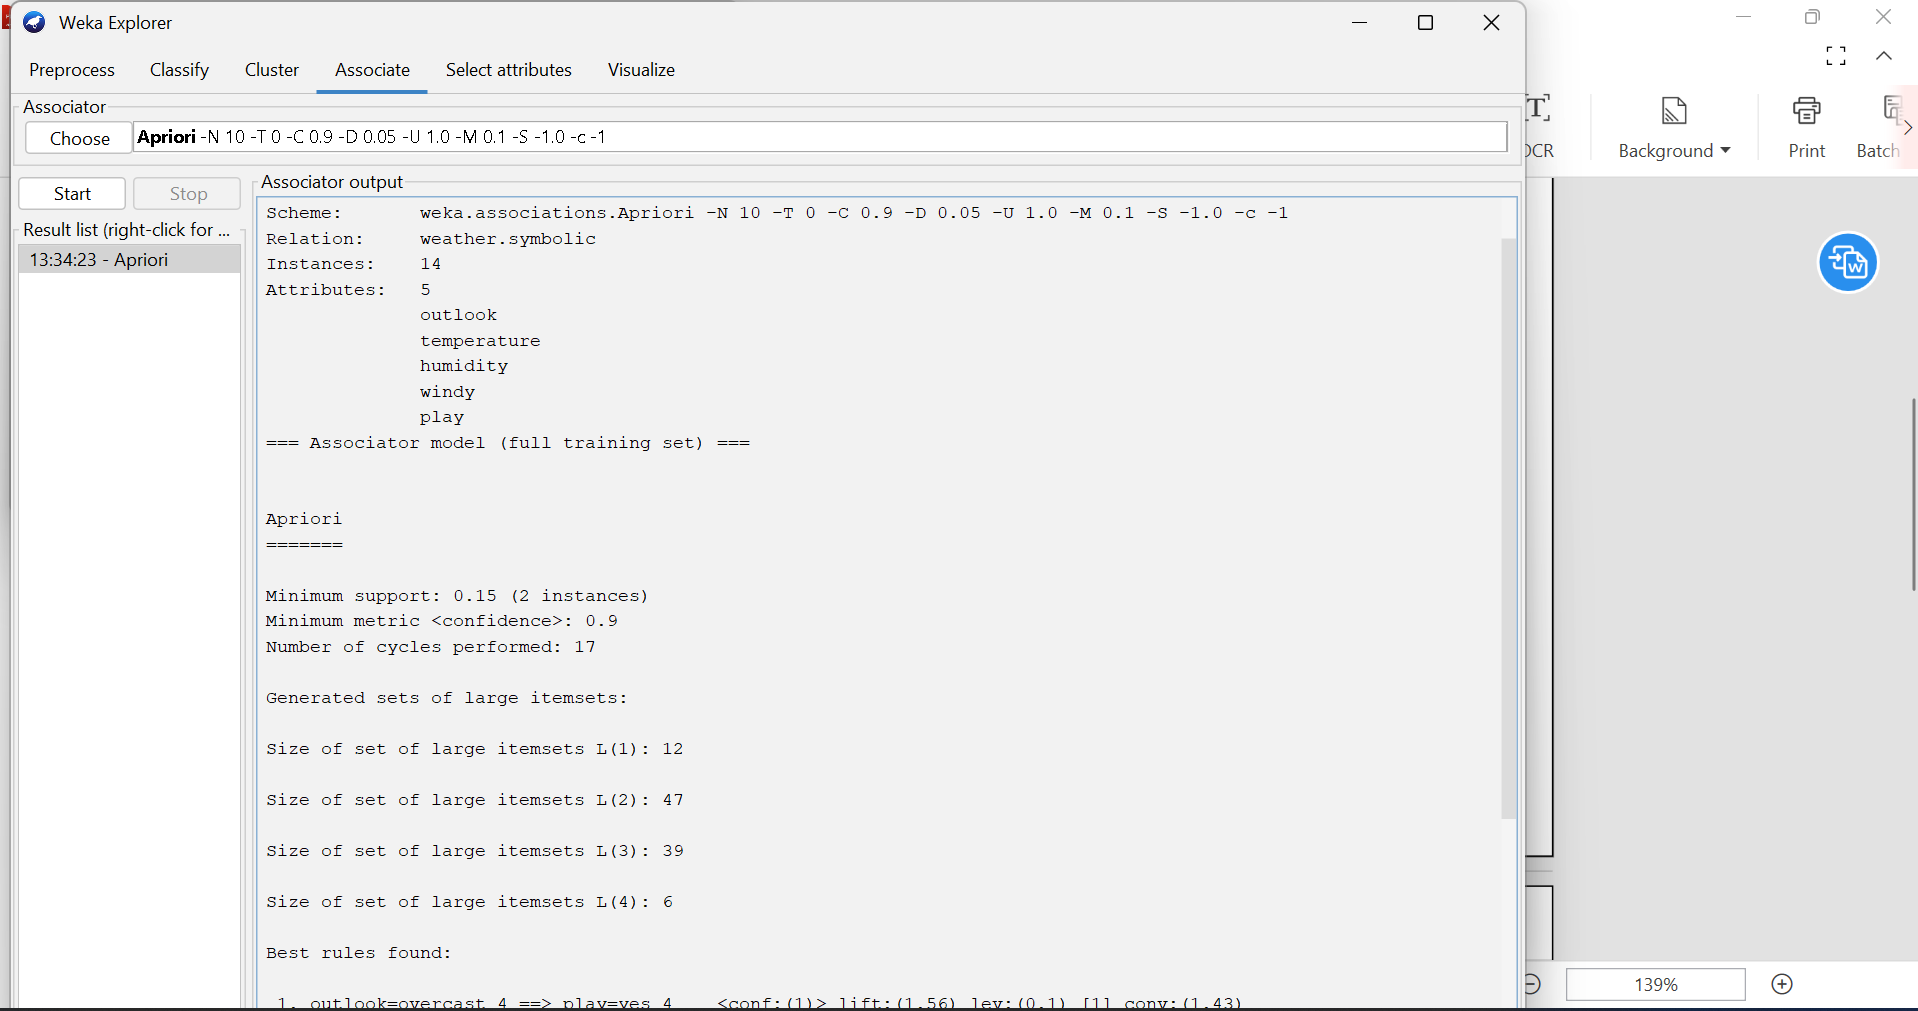 Weka Explorer
Preprocess Classify Cluster Associate Select attributes Visualize
Associator
Choose Apriori -N 10 -T 0 -C 0.9 -D 0.05 -U 1.0 -M 0.1 -S -1.0 -c -1
Start Stop
Result list (right-click for ...
13:34:23 - Apriori
Associator output
Scheme: weka.associations.Apriori -N 10 -T 0 -C 0.9 -D 0.05 -U 1.0 -M 0.1 -S -1.0 -c -1
Relation: weather.symbolic
Instances: 14
Attributes: 5
outlook
temperature
humidity
windy
play
=== Associator model (full training set) ===
Apriori
=======
Minimum support: 0.15 (2 instances)
Minimum metric <confidence>: 0.9
Number of cycles performed: 17
Generated sets of large itemsets:
Size of set of large itemsets L(1): 12
Size of set of large itemsets L(2): 47
Size of set of large itemsets L(3): 39
Size of set of large itemsets L(4): 6
Best rules found:
1. outlook=overcast 4 ==> play=yes 4 <conf:(1)> lift:(1.56) lev:(0.1) [1] conv:(1.43)
OCR Background Print Batch
139%